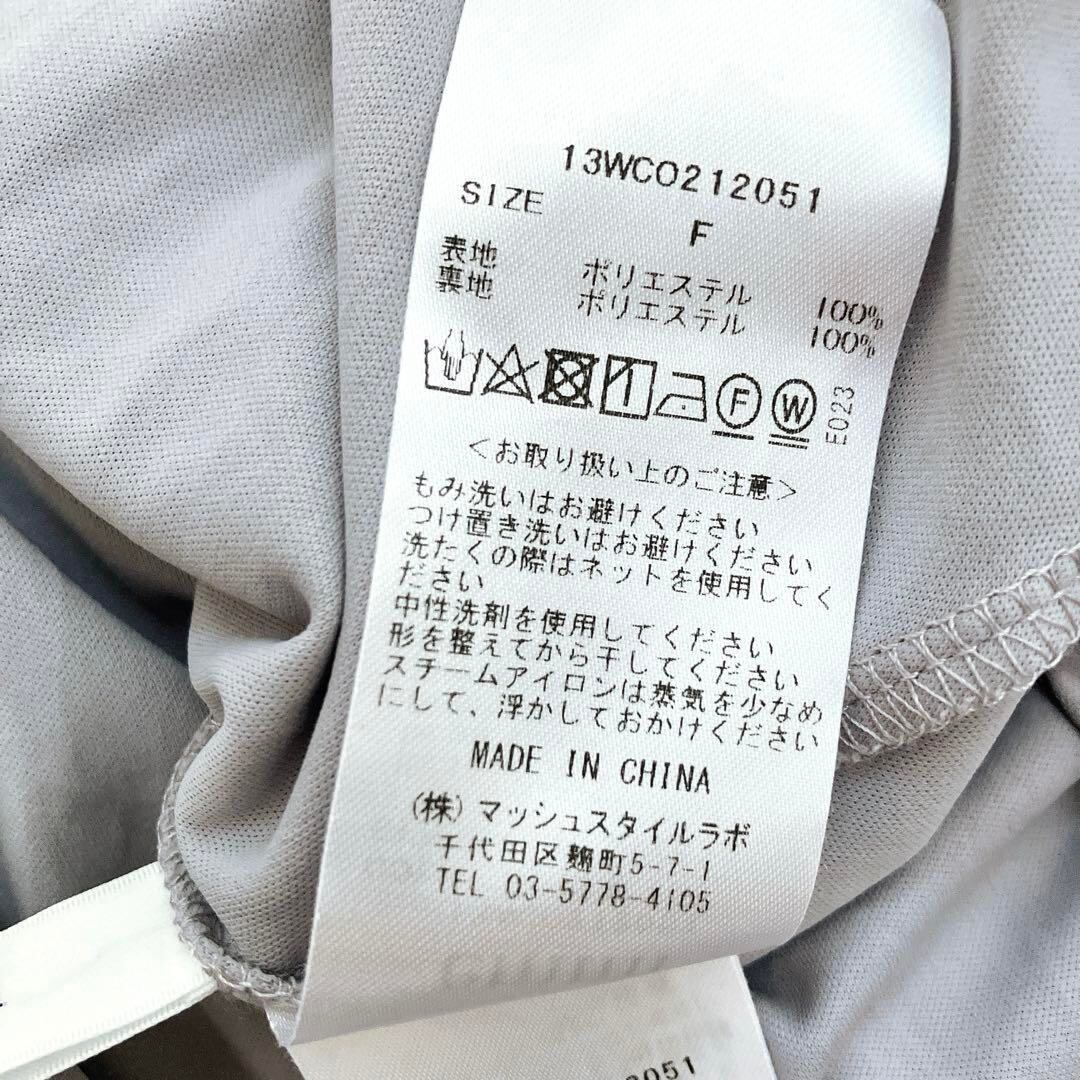 13WCO212051
SIZE
F
表地 ポリエステル 100%
裏地 ポリエステル 100%
F W E023
<お取り扱い上のご注意>
もみ洗いはお避けください
つけ置き洗いはお避けください
洗たくの際はネットを使用してく
ださい
中性洗剤を使用してください
形を整えてから干してください
スチームアイロンは蒸気を少なめ
にして、浮かしておかけください
MADE IN CHINA
(株)マッシュスタイルラボ
千代田区麹町5-7-1
TEL 03-5778-4105
2051